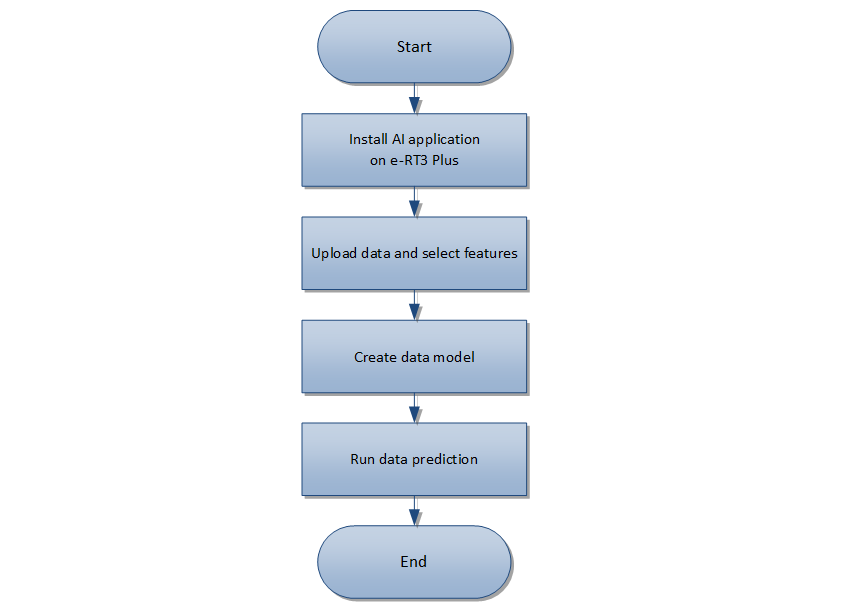 Start
Install AI application
on e-RT3 Plus
Upload data and select features
Create data model
Run data prediction
End